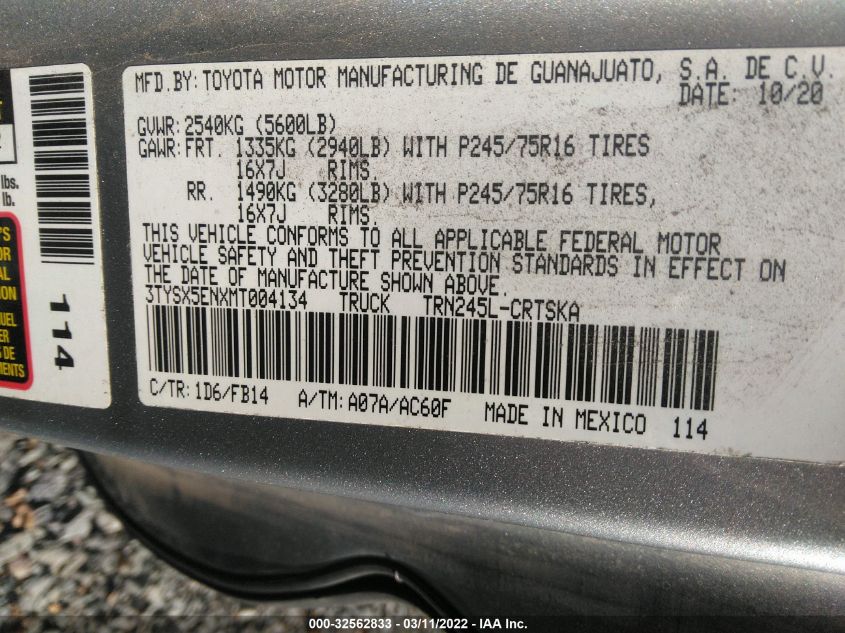 MFD.BY: TOYOTA MOTOR MANUFACTURING DE GUANAJUATO, S.A. DE C.V.
DATE: 10/20
GVWR: 2540KG (5600LB)
GAWR: FRT. 1335KG (2940LB) WITH P245/75R16 TIRES
16X7J RIMS.
RR. 1490KG (3280LB) WITH P245/75R16 TIRES,
16X7J RIMS.
THIS VEHICLE CONFORMS TO ALL APPLICABLE FEDERAL MOTOR
VEHICLE SAFETY AND THEFT PREVENTION STANDARDS IN EFFECT ON
THE DATE OF MANUFACTURE SHOWN ABOVE.
3TYSX5ENXMT004134 TRUCK TRN245L-CRTSKA
C/TR: 1D6/FB14 A/TM: A07A/AC60F MADE IN MEXICO 114
lbs.
lb.
114
000-32562833 - 03/11/2022 - IAA Inc.